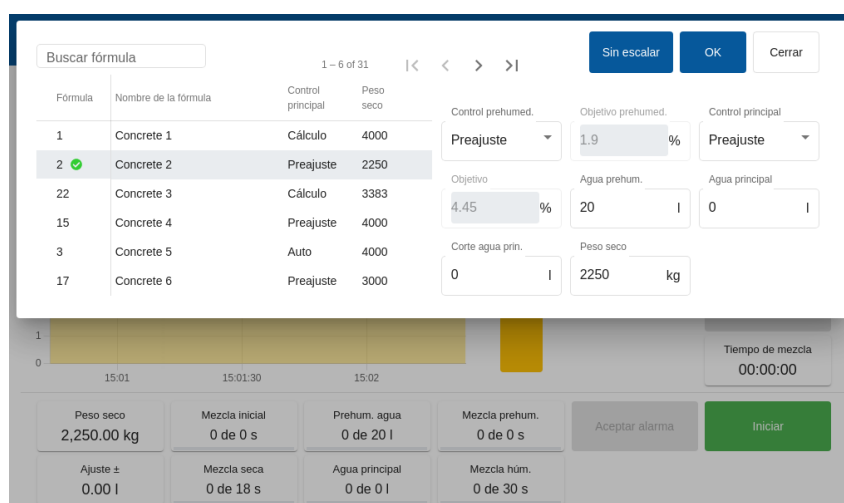 Buscar fórmula
1 – 6 of 31
Sin escalar
OK
Cerrar
Fórmula
Nombre de la fórmula
Control principal
Peso seco
1 Concrete 1 Cálculo 4000
2 Concrete 2 Preajuste 2250
22 Concrete 3 Cálculo 3383
15 Concrete 4 Preajuste 4000
3 Concrete 5 Auto 4000
17 Concrete 6 Preajuste 3000
Control prehumed.
Preajuste
Objetivo prehumed.
1.9 %
Control principal
Preajuste
Objetivo
4.45 %
Agua prehum.
20 l
Agua principal
0 l
Corte agua prin.
0 l
Peso seco
2250 kg
1
0
15:01
15:01:30
15:02
Tiempo de mezcla
00:00:00
Peso seco
2,250.00 kg
Mezcla inicial
0 de 0 s
Prehum. agua
0 de 20 l
Mezcla prehum.
0 de 0 s
Aceptar alarma
Iniciar
Ajuste ±
0.00 l
Mezcla seca
0 de 18 s
Agua principal
0 de 0 l
Mezcla húm.
0 de 30 s